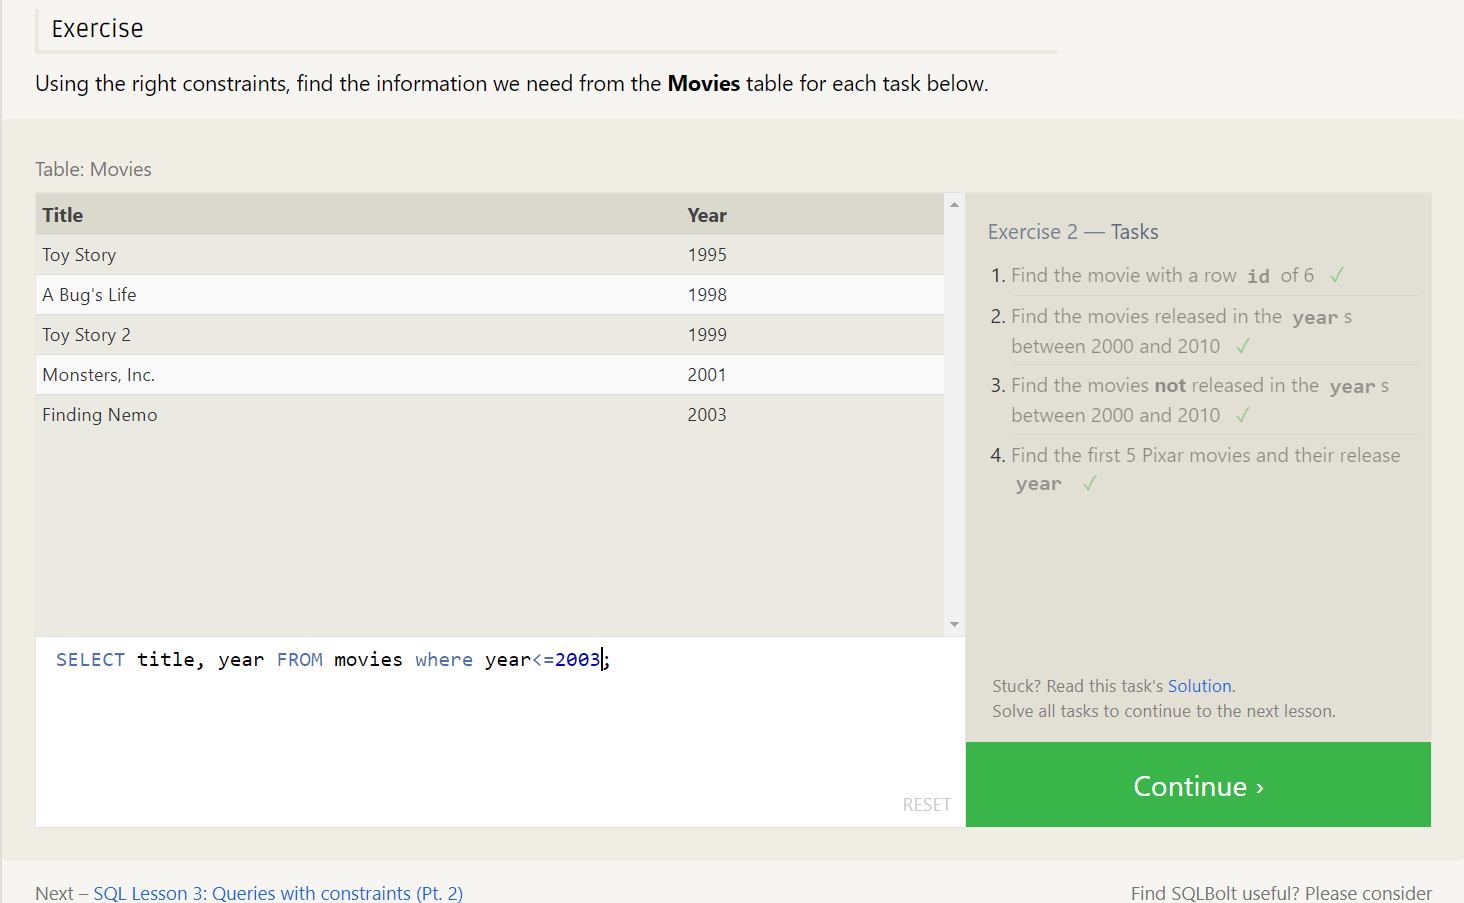 Exercise
Using the right constraints, find the information we need from the Movies table for each task below.
Table: Movies
Title Year
Toy Story 1995
A Bug's Life 1998
Toy Story 2 1999
Monsters, Inc. 2001
Finding Nemo 2003
SELECT title, year FROM movies where year<=2003;
RESET
Exercise 2 — Tasks
1. Find the movie with a row id of 6 ✓
2. Find the movies released in the year s
between 2000 and 2010 ✓
3. Find the movies not released in the year s
between 2000 and 2010 ✓
4. Find the first 5 Pixar movies and their release
year ✓
Stuck? Read this task's Solution.
Solve all tasks to continue to the next lesson.
Continue ›
Next – SQL Lesson 3: Queries with constraints (Pt. 2)
Find SQLBolt useful? Please consider